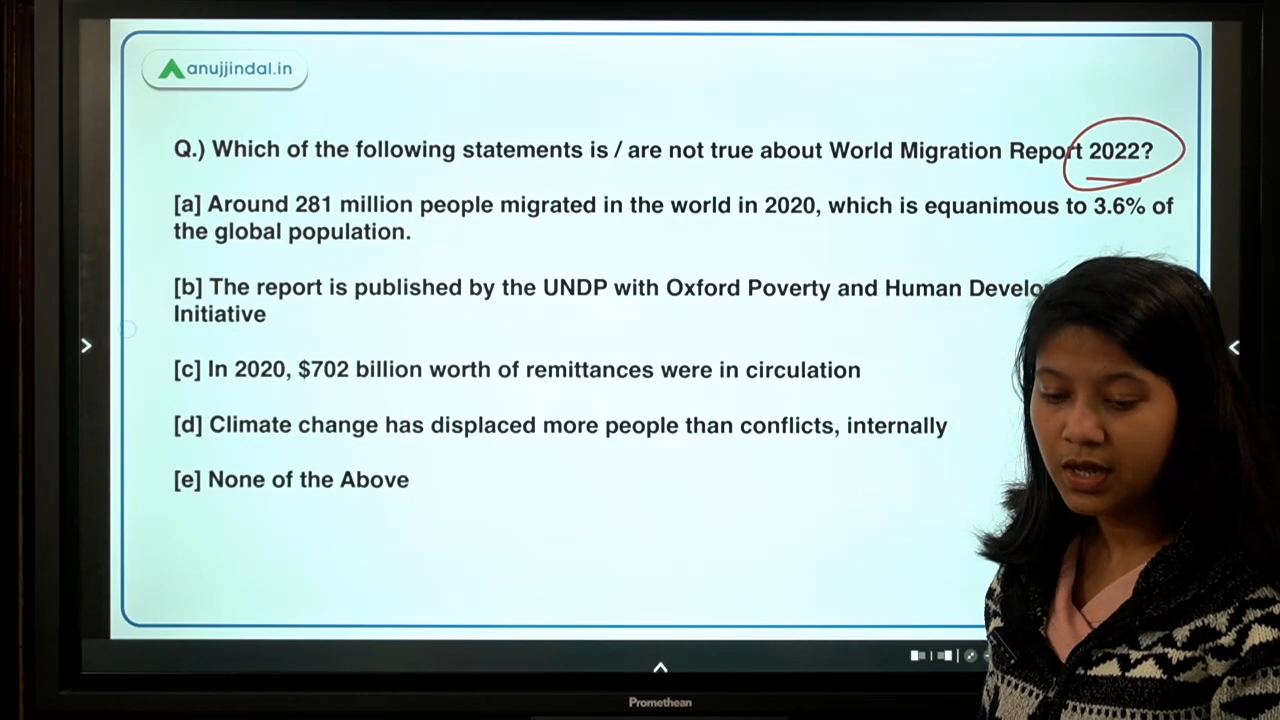 anujjindal.in
Q.) Which of the following statements is / are not true about World Migration Report 2022?
[a] Around 281 million people migrated in the world in 2020, which is equanimous to 3.6% of
the global population.
[b] The report is published by the UNDP with Oxford Poverty and Human
Initiative
[c] In 2020, $702 billion worth of remittances were in circulation
[d] Climate change has displaced more people than conflicts, internally
[e] None of the Above
Promethean